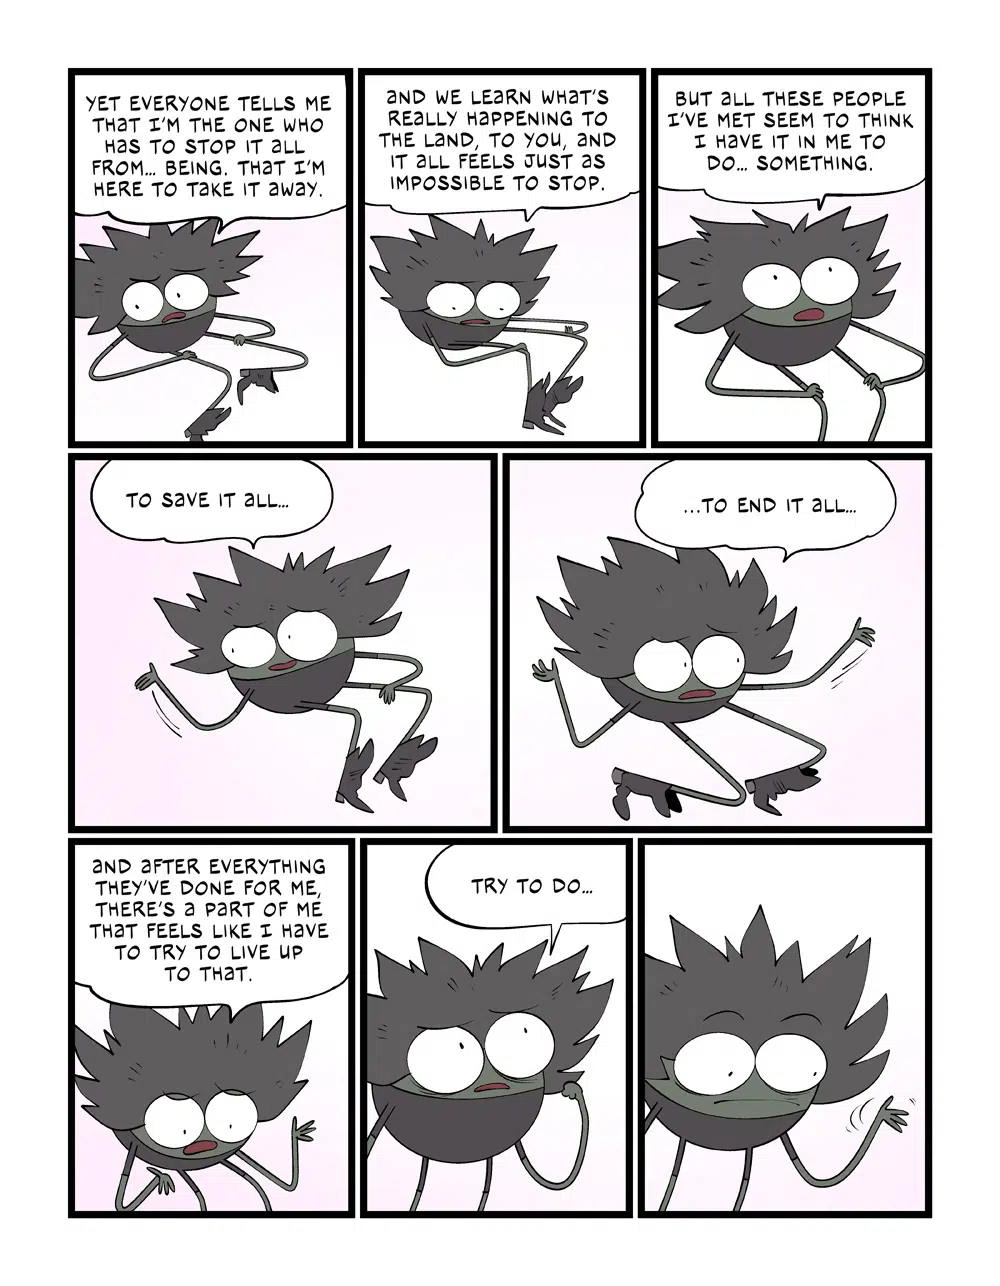 YET EVERYONE TELLS ME
THAT I'M THE ONE WHO
HAS TO STOP IT ALL
FROM... BEING. THAT I'M
HERE TO TAKE IT AWAY.
AND WE LEARN WHAT'S
REALLY HAPPENING TO
THE LAND, TO YOU, AND
IT ALL FEELS JUST AS
IMPOSSIBLE TO STOP.
BUT ALL THESE PEOPLE
I'VE MET SEEM TO THINK
I HAVE IT IN ME TO
DO... SOMETHING.
TO SAVE IT ALL...
...TO END IT ALL...
AND AFTER EVERYTHING
THEY'VE DONE FOR ME,
THERE'S A PART OF ME
THAT FEELS LIKE I HAVE
TO TRY TO LIVE UP
TO THAT.
TRY TO DO...